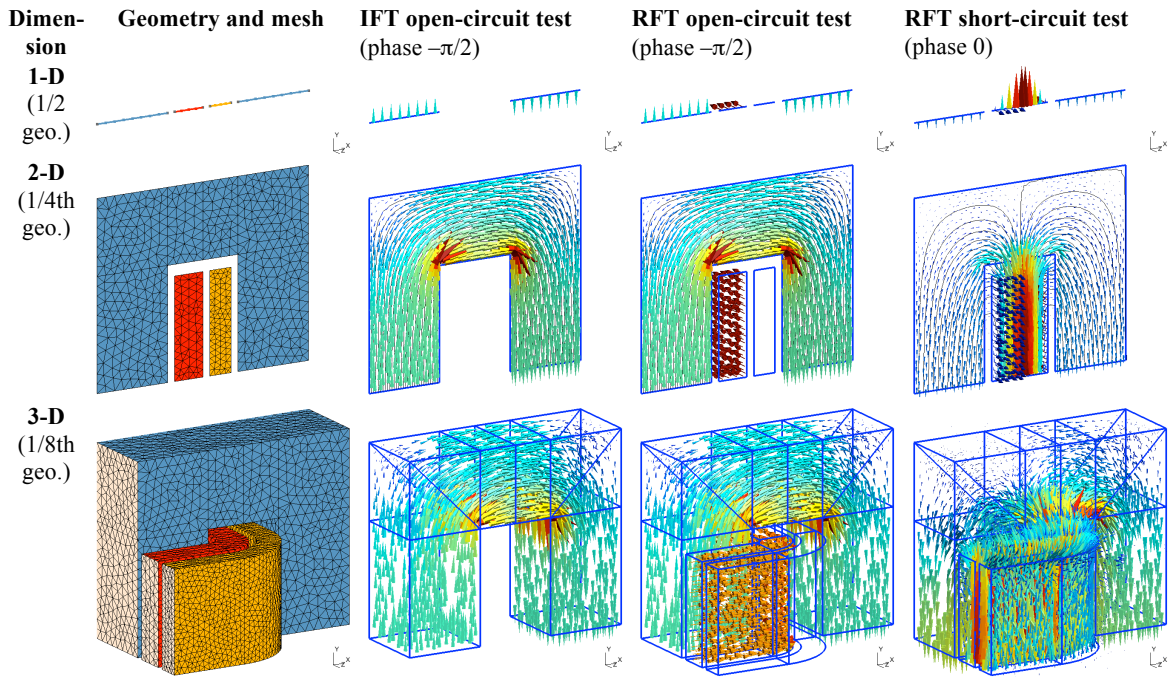 Dimen-
sion
Geometry and mesh
IFT open-circuit test
(phase –π/2)
RFT open-circuit test
(phase –π/2)
RFT short-circuit test
(phase 0)
1-D
(1/2
geo.)
Y
Z X
Y
Z X
Y
Z X
Y
Z X
2-D
(1/4th
geo.)
Y
Z X
Y
Z X
Y
Z X
Y
Z X
3-D
(1/8th
geo.)
Y
Z X
Y
Z X
Y
Z X
Y
Z X